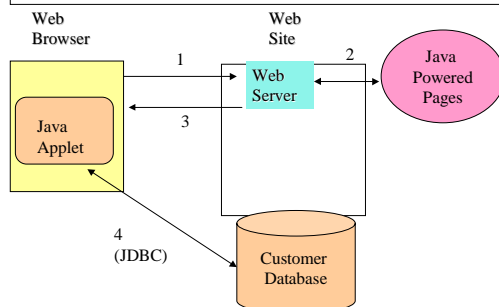 Web
Browser
Web
Site
1
Web
Server
2
Java
Powered
Pages
3
Java
Applet
4
(JDBC)
Customer
Database